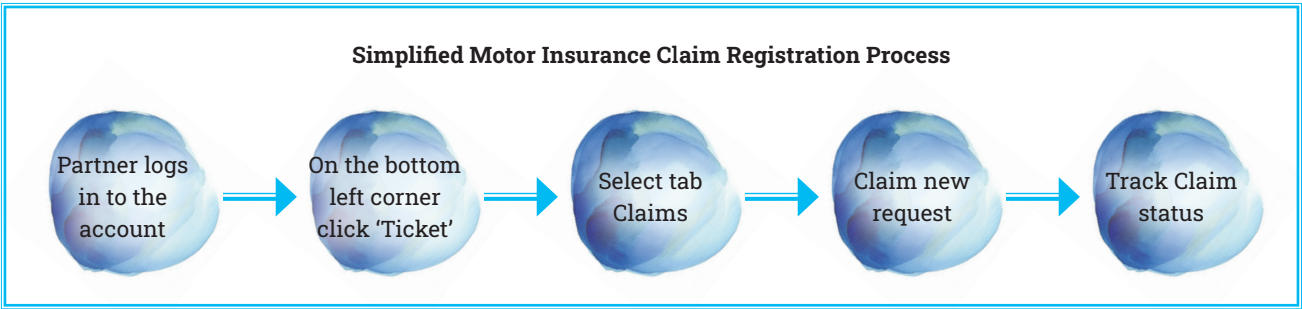 Simplified Motor Insurance Claim Registration Process
Partner logs
in to the
account
On the bottom
left corner
click ‘Ticket’
Select tab
Claims
Claim new
request
Track Claim
status